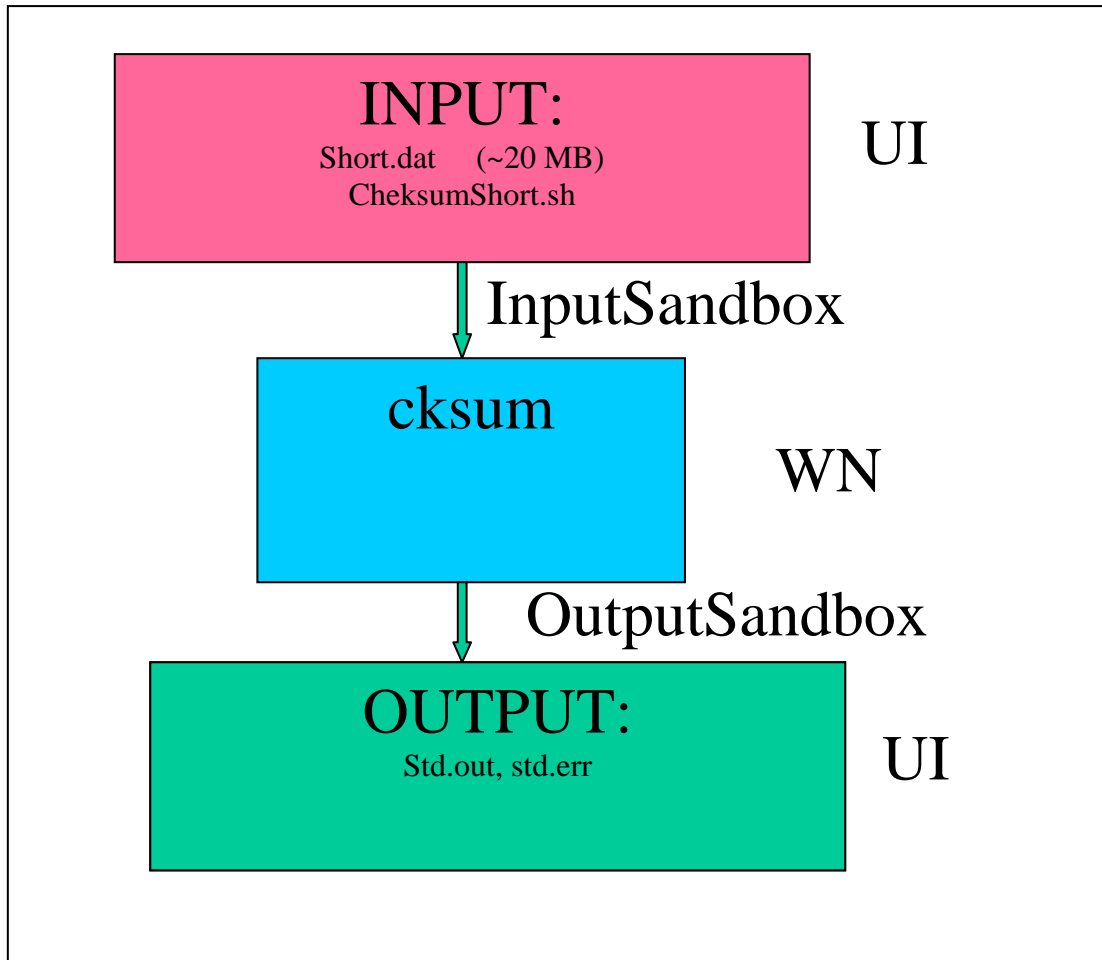 INPUT:
Short.dat (~20 MB)
CheksumShort.sh
UI
InputSandbox
cksum
WN
OutputSandbox
OUTPUT:
Std.out, std.err
UI